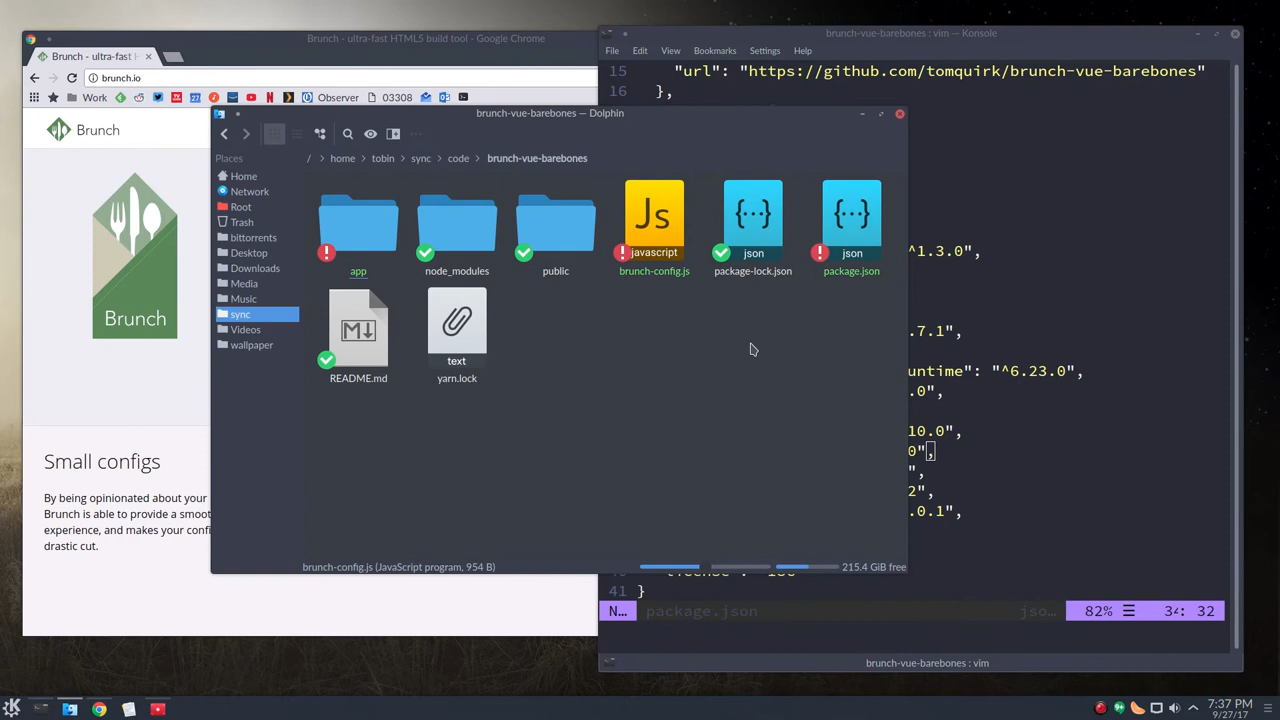 Brunch - ultra-fast HTML5 build tool - Google Chrome
Brunch - ultra-fast H
brunch.io
Work
Observer
03308
Brunch
Brunch
Small configs
By being opinionated about your
Brunch is able to provide a smoot
experience, and makes your confi
drastic cut.
brunch-vue-barebones : vim — Konsole
File Edit View Bookmarks Settings Help
15 "url": "https://github.com/tomquirk/brunch-vue-barebones"
16 },
^1.3.0",
.7.1",
untime": "^6.23.0",
.0",
10.0",
0",
",
2",
.0.1",
41 }
N… package.json jso… 82% ☰ 34: 32
brunch-vue-barebones : vim
brunch-vue-barebones — Dolphin
Places
Home
Network
Root
Trash
bittorrents
Desktop
Downloads
Media
Music
sync
Videos
wallpaper
/ > home > tobin > sync > code > brunch-vue-barebones
app
node_modules
public
Js
javascript
brunch-config.js
{···}
json
package-lock.json
{···}
json
package.json
M↓
README.md
text
yarn.lock
brunch-config.js (JavaScript program, 954 B)
215.4 GiB free
7:37 PM
9/27/17